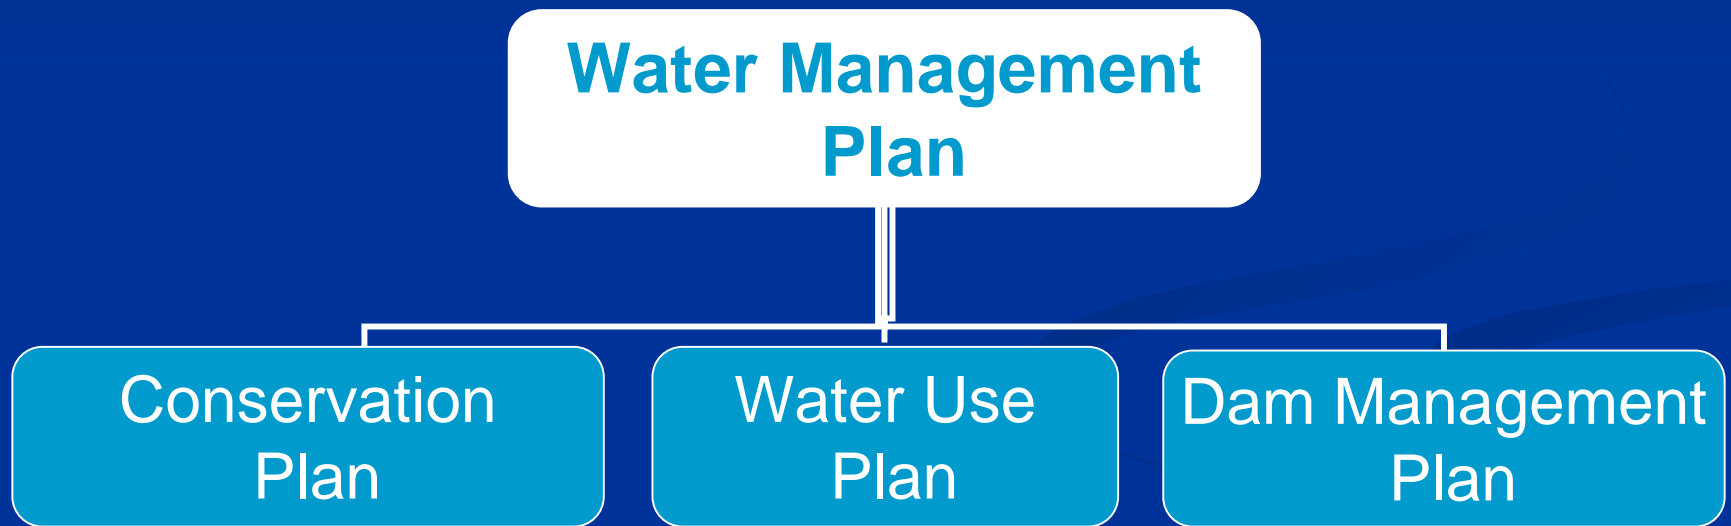 Water Management
Plan
Conservation
Plan
Water Use
Plan
Dam Management
Plan